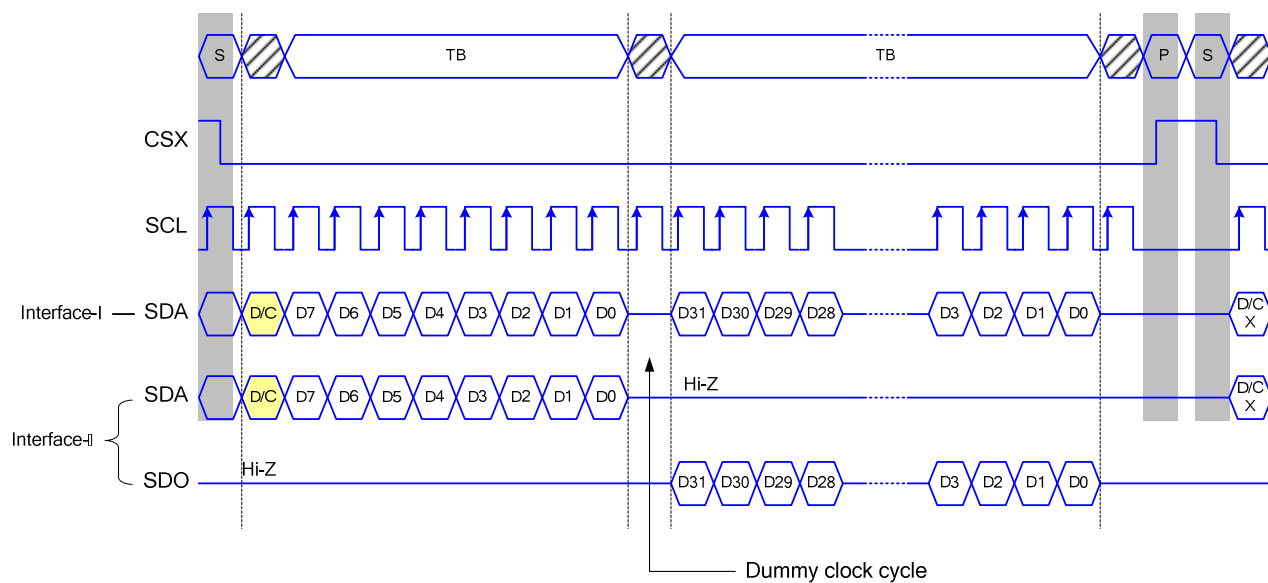 S TB TB P S
CSX
SCL
Interface-I SDA D/C D7 D6 D5 D4 D3 D2 D1 D0 D31 D30 D29 D28 D3 D2 D1 D0 D/C X
SDA D/C D7 D6 D5 D4 D3 D2 D1 D0 Hi-Z D/C X
Interface-▯
SDO Hi-Z D31 D30 D29 D28 D3 D2 D1 D0
Dummy clock cycle